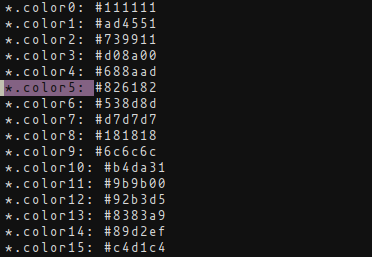 *.color0: #111111
*.color1: #ad4551
*.color2: #739911
*.color3: #d08a00
*.color4: #688aad
*.color5: #826182
*.color6: #538d8d
*.color7: #d7d7d7
*.color8: #181818
*.color9: #6c6c6c
*.color10: #b4da31
*.color11: #9b9b00
*.color12: #92b3d5
*.color13: #8383a9
*.color14: #89d2ef
*.color15: #c4d1c4